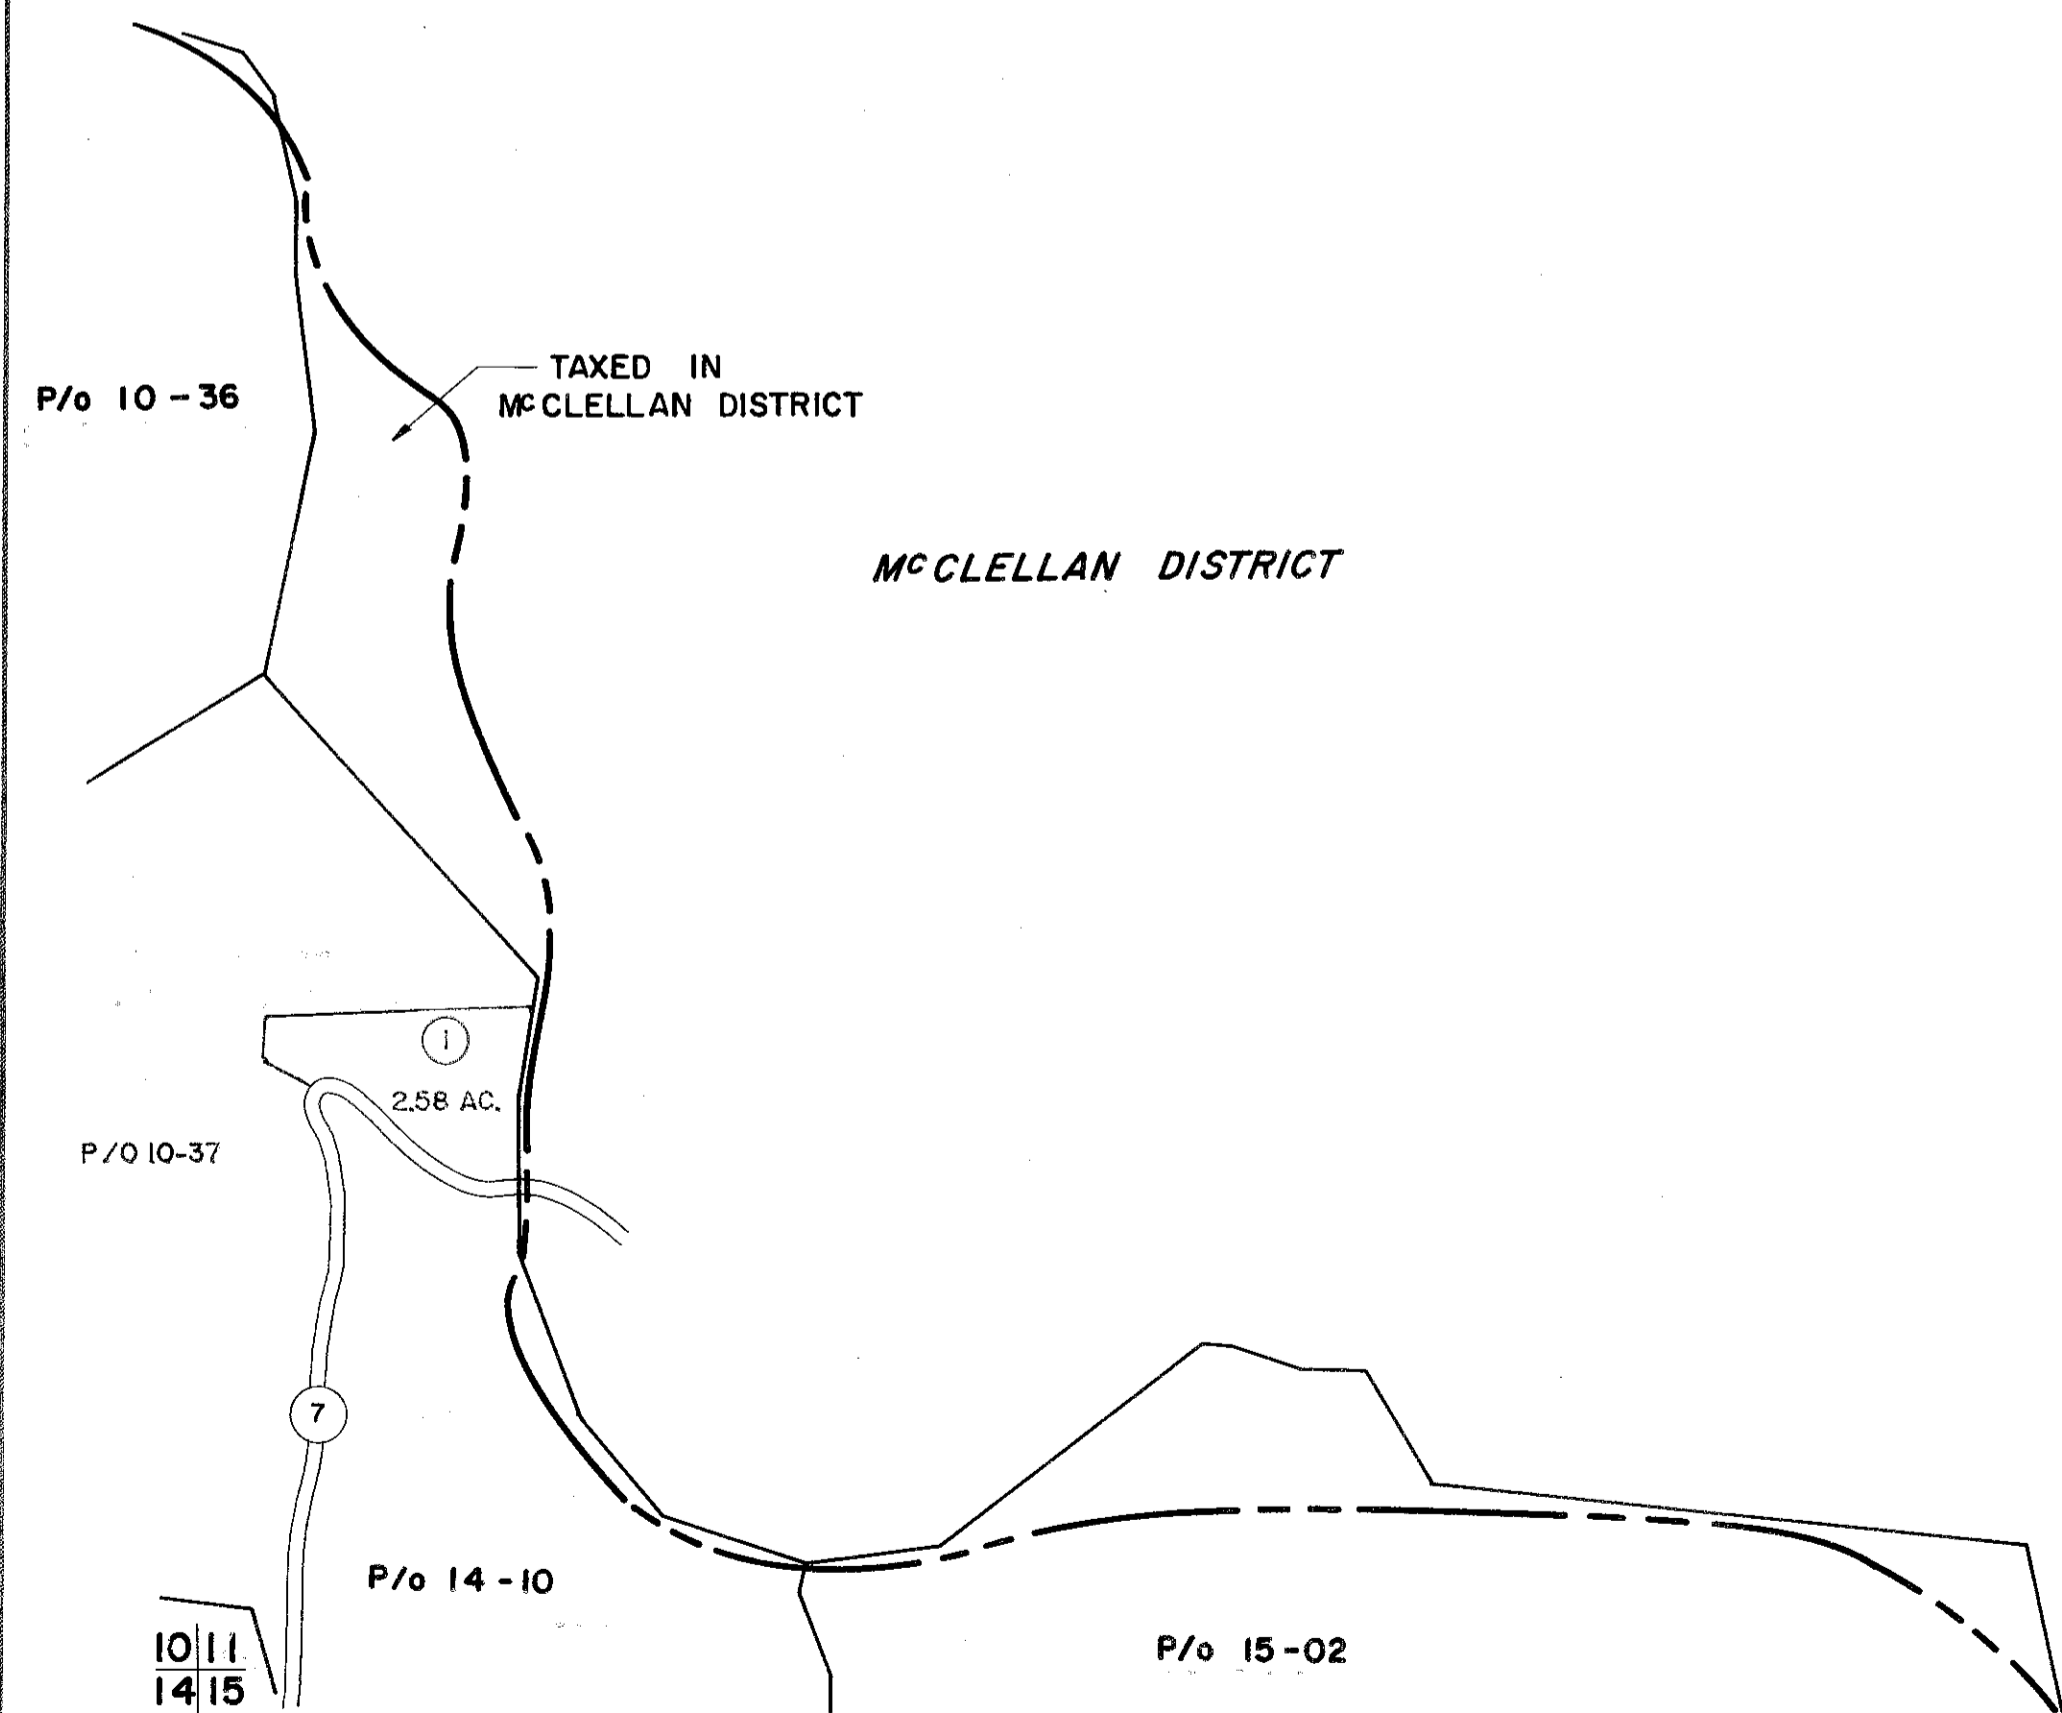 TAXED IN
McCLELLAN DISTRICT
P/o 10-36
McCLELLAN DISTRICT
1
2.58 AC.
P/O 10-37
7
P/o 14-10
P/o 15-02
10 11
14 15